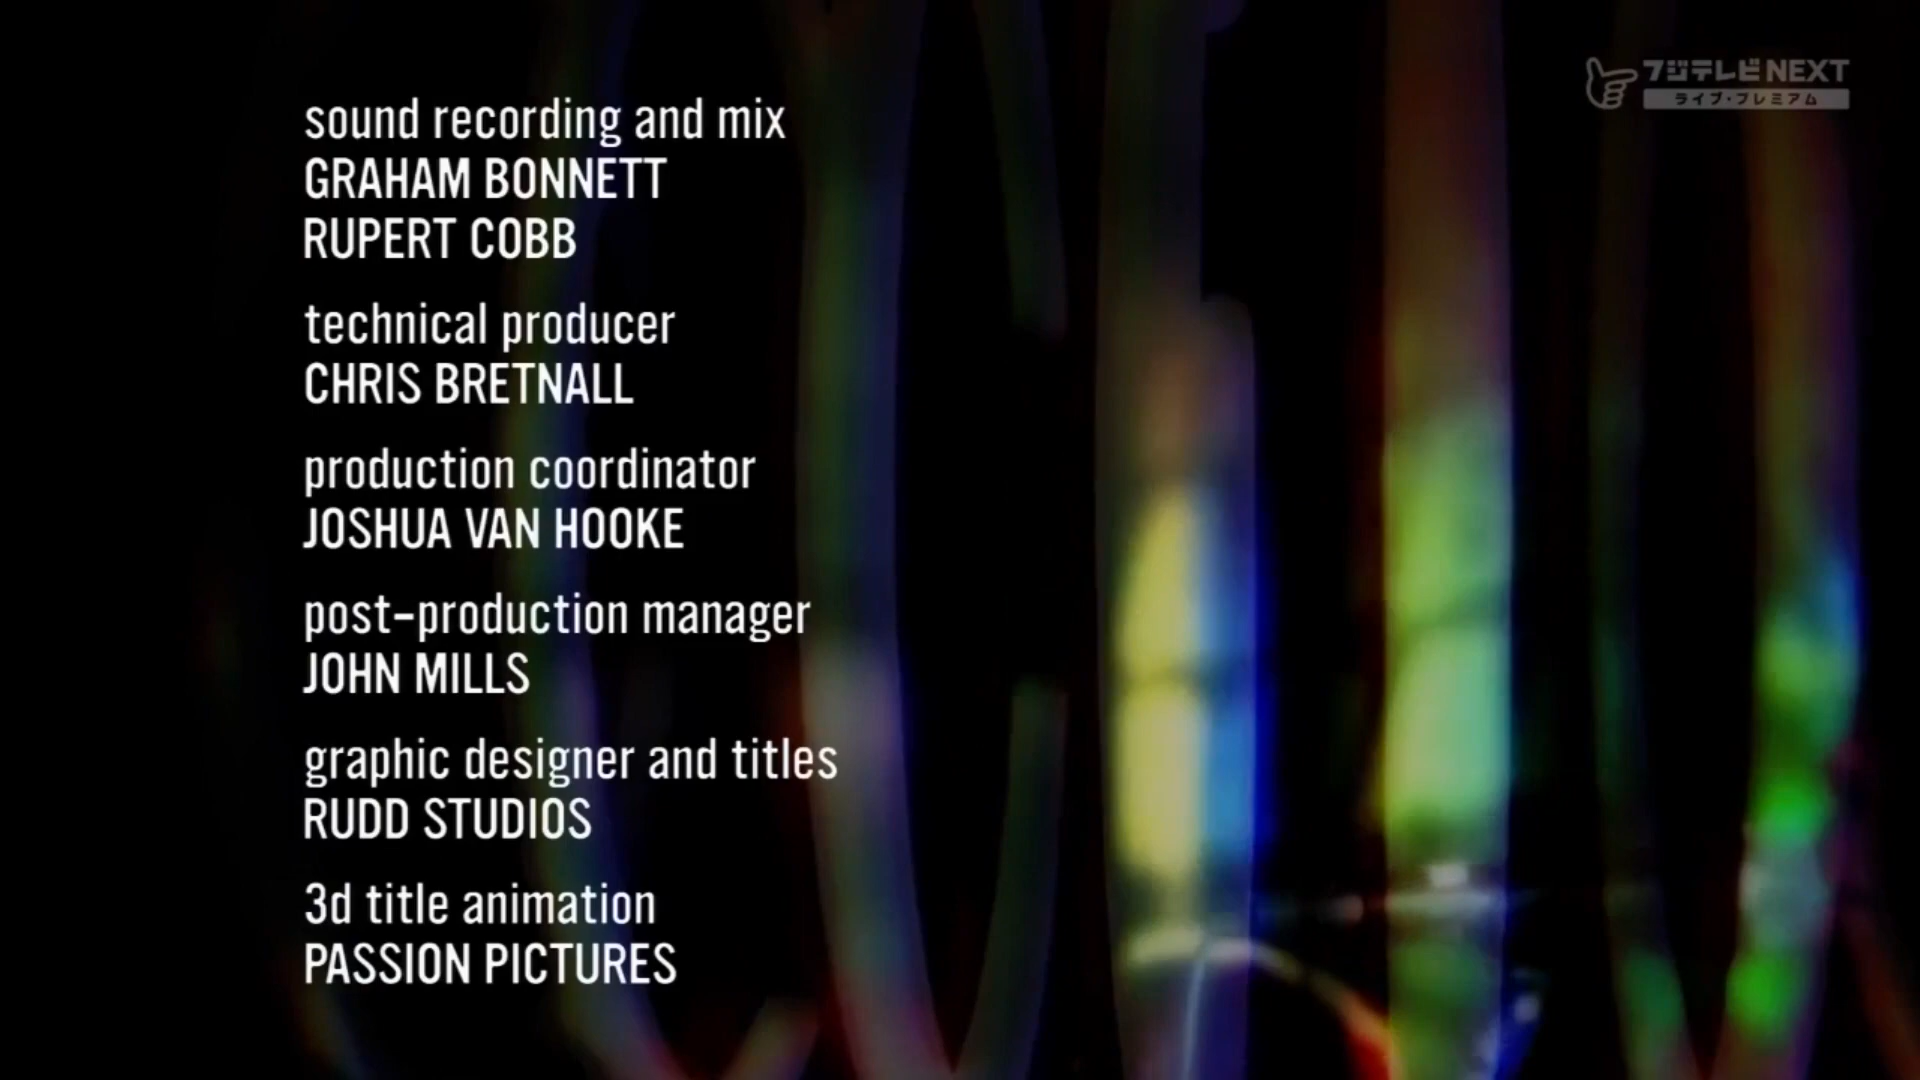 フジテレビNEXT
ライブ・プレミアム
sound recording and mix
GRAHAM BONNETT
RUPERT COBB
technical producer
CHRIS BRETNALL
production coordinator
JOSHUA VAN HOOKE
post-production manager
JOHN MILLS
graphic designer and titles
RUDD STUDIOS
3d title animation
PASSION PICTURES